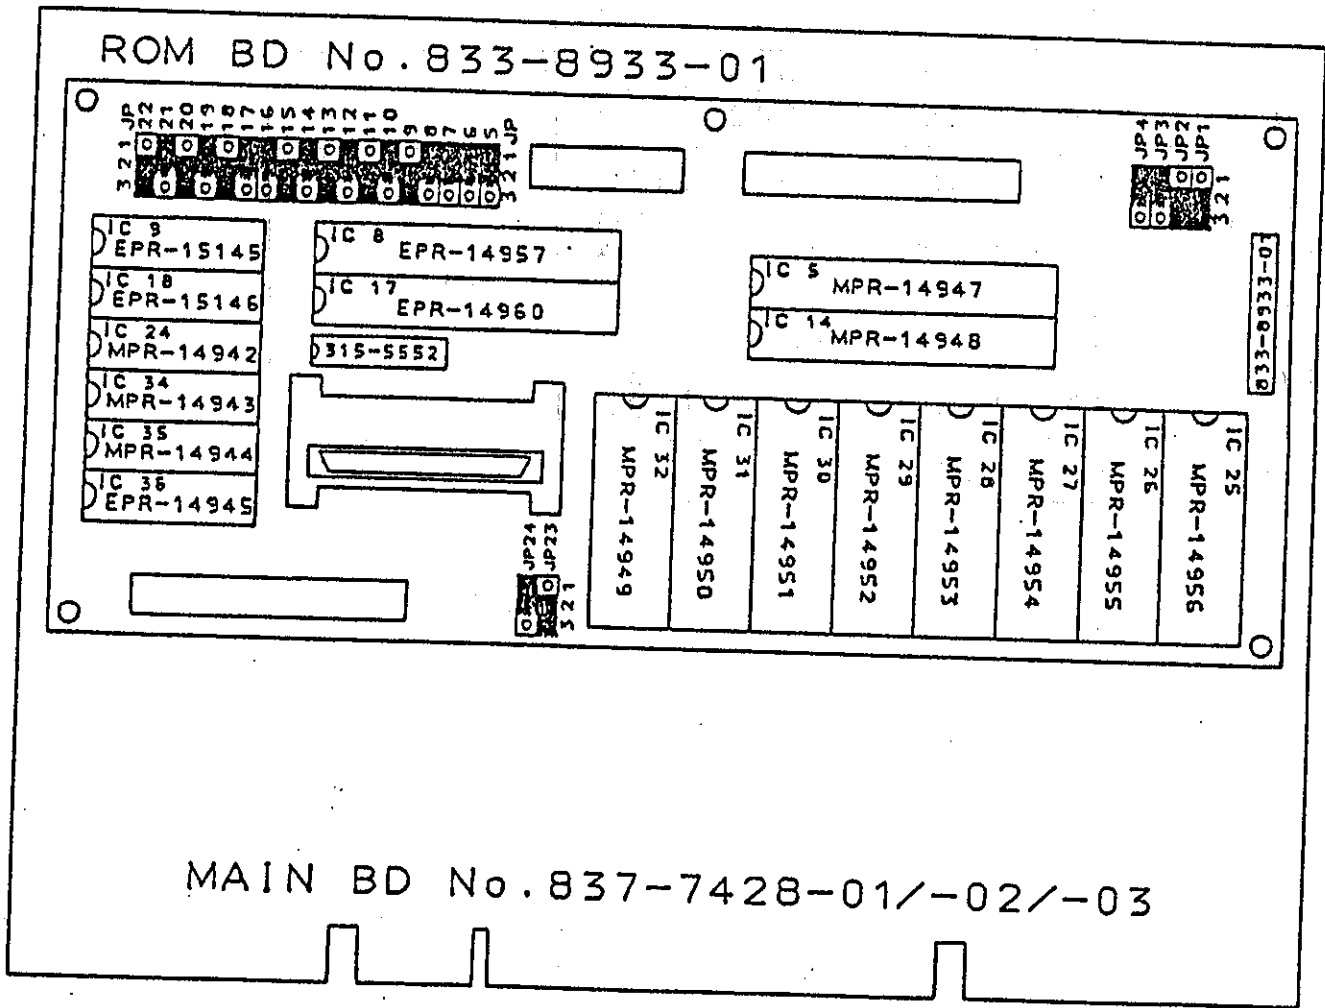 ROM BD No.833-8933-01
JP 22 21 20 19 18 17 16 15 14 13 12 11 10 9 8 7 6 5 JP
3 2 1
3 2 1
JP4
JP3
JP2
JP1
3 2 1
IC 9
EPR-15145
IC 18
EPR-15146
IC 24
MPR-14942
IC 34
MPR-14943
IC 35
MPR-14944
IC 36
EPR-14945
IC 8
EPR-14957
IC 17
EPR-14960
315-5552
IC 5
MPR-14947
IC 14
MPR-14948
833-8933-01
IC 32
MPR-14949
IC 31
MPR-14950
IC 30
MPR-14951
IC 29
MPR-14952
IC 28
MPR-14953
IC 27
MPR-14954
IC 26
MPR-14955
IC 25
MPR-14956
JP24
JP23
3 2 1
MAIN BD No.837-7428-01/-02/-03